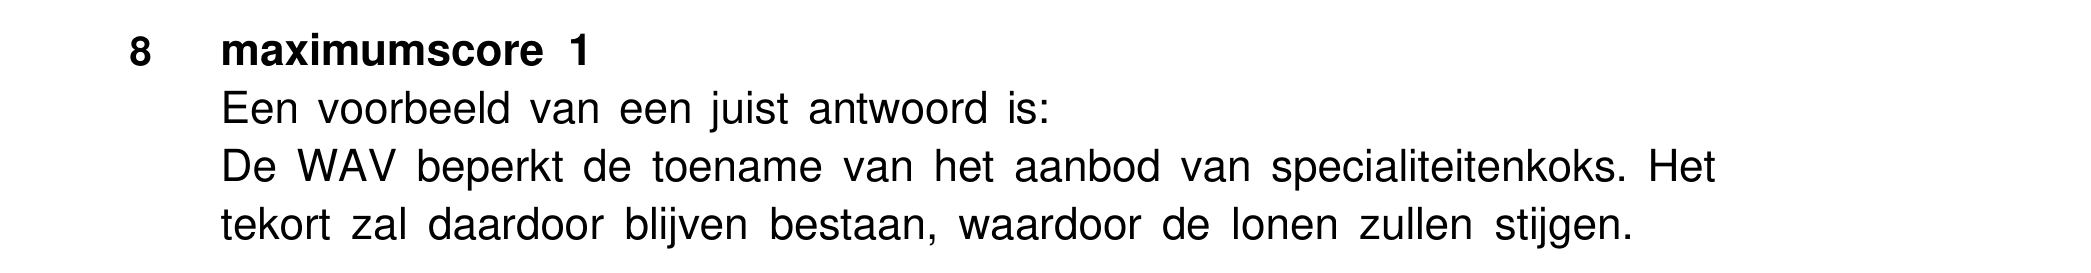 8 maximumscore 1
Een voorbeeld van een juist antwoord is:
De WAV beperkt de toename van het aanbod van specialiteitenkoks. Het
tekort zal daardoor blijven bestaan, waardoor de lonen zullen stijgen.